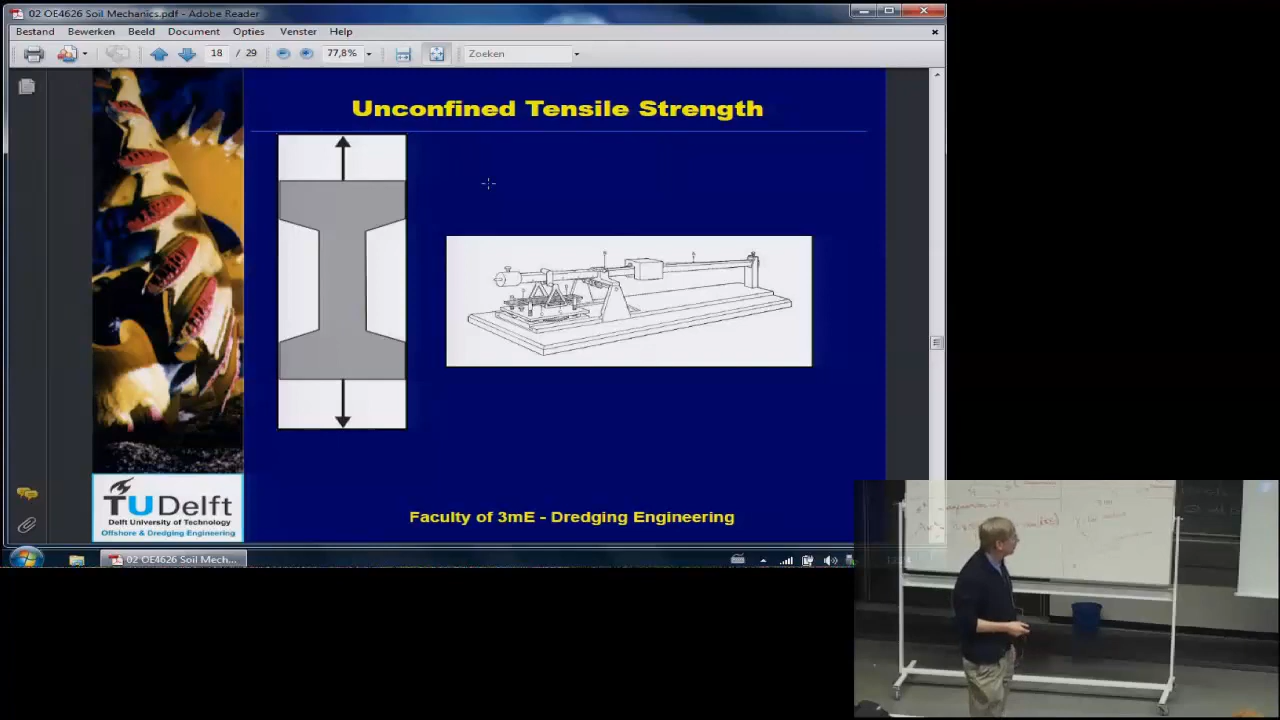 02 OE4626 Soil Mechanics.pdf - Adobe Reader
Bestand Bewerken Beeld Document Opties Venster Help
18 / 29 77,8% Zoeken
Unconfined Tensile Strength
TU Delft
Delft University of Technology
Offshore & Dredging Engineering
Faculty of 3mE - Dredging Engineering
02 OE4626 Soil Mech...